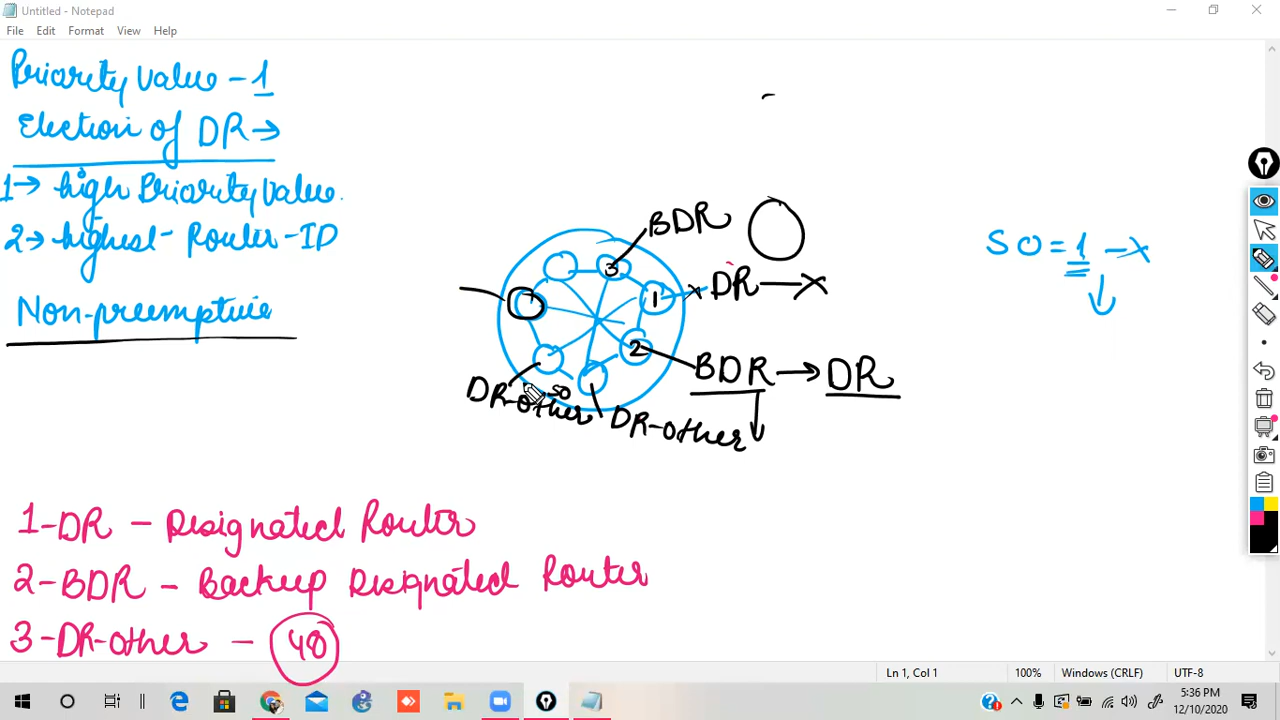 Untitled - Notepad
File Edit Format View Help
Priority Value - 1
Election of DR →
1→ high Priority Value.
2→ highest- Router-ID
Non-preemptive
BDR
3
1
x DR — x
2
BDR → DR
DR-other
50
DR-other
50 = 1 - x
1-DR - Designated Router
2-BDR - Backup Designated Router
3-DR-other - 48
Ln 1, Col 1 100% Windows (CRLF) UTF-8
5:36 PM
12/10/2020